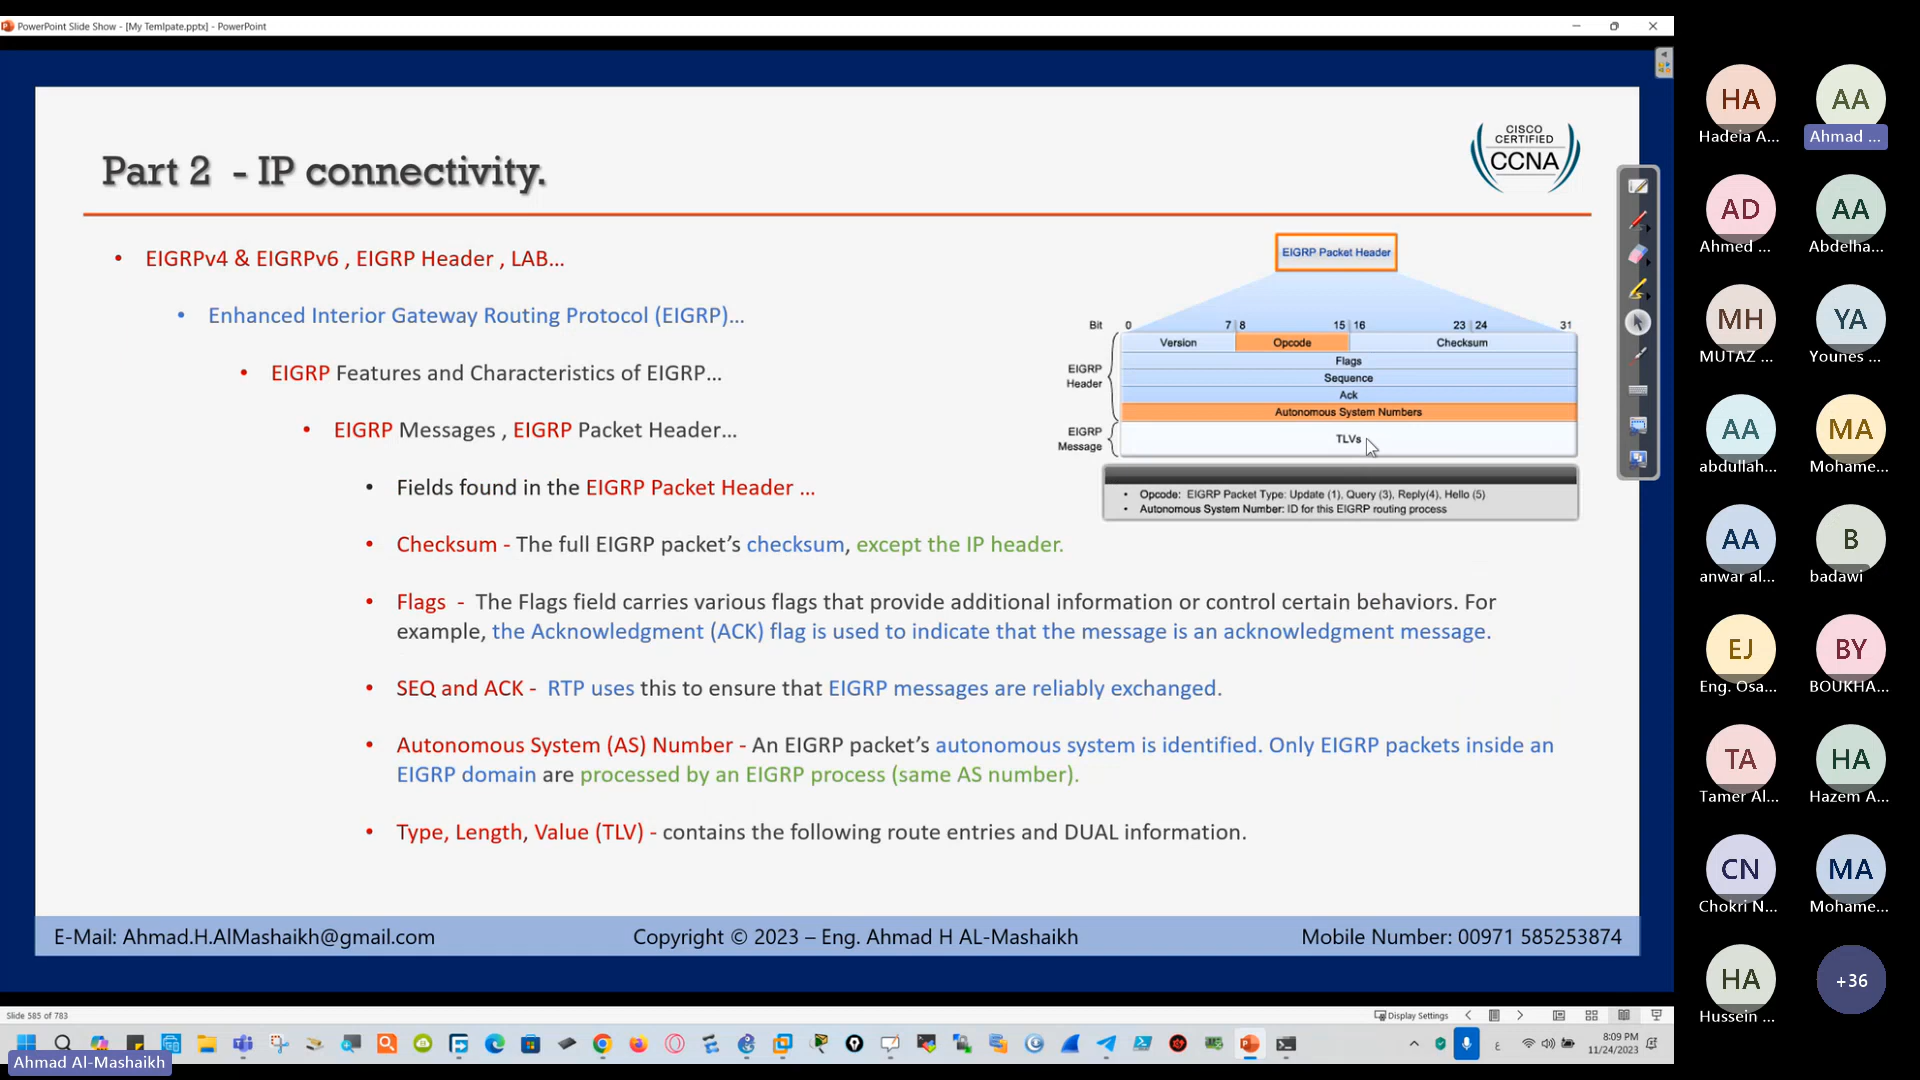 PowerPoint Slide Show - [My Temlpate.pptx] - PowerPoint
Part 2 - IP connectivity.
CISCO
CERTIFIED
CCNA
• EIGRPv4 & EIGRPv6 , EIGRP Header , LAB...
• Enhanced Interior Gateway Routing Protocol (EIGRP)...
• EIGRP Features and Characteristics of EIGRP...
• EIGRP Messages , EIGRP Packet Header...
• Fields found in the EIGRP Packet Header ...
EIGRP Packet Header
Bit 0 7 8 15 16 23 24 31
Version Opcode Checksum
Flags
Sequence
Ack
Autonomous System Numbers
TLVs
EIGRP
Header
EIGRP
Message
• Opcode: EIGRP Packet Type: Update (1), Query (3), Reply(4), Hello (5)
• Autonomous System Number: ID for this EIGRP routing process
• Checksum - The full EIGRP packet's checksum, except the IP header.
• Flags - The Flags field carries various flags that provide additional information or control certain behaviors. For
example, the Acknowledgment (ACK) flag is used to indicate that the message is an acknowledgment message.
• SEQ and ACK - RTP uses this to ensure that EIGRP messages are reliably exchanged.
• Autonomous System (AS) Number - An EIGRP packet's autonomous system is identified. Only EIGRP packets inside an
EIGRP domain are processed by an EIGRP process (same AS number).
• Type, Length, Value (TLV) - contains the following route entries and DUAL information.
E-Mail: Ahmad.H.AlMashaikh@gmail.com
Copyright © 2023 – Eng. Ahmad H AL-Mashaikh
Mobile Number: 00971 585253874
Slide 585 of 783
Display Settings
8:09 PM
11/24/2023
ع
Ahmad Al-Mashaikh
HA AA
Hadeia A... Ahmad ...
AD AA
Ahmed ... Abdelha...
MH YA
MUTAZ ... Younes ...
AA MA
abdullah... Mohame...
AA B
anwar al... badawi
EJ BY
Eng. Osa... BOUKHA...
TA HA
Tamer Al... Hazem A...
CN MA
Chokri N... Mohame...
HA +36
Hussein ...